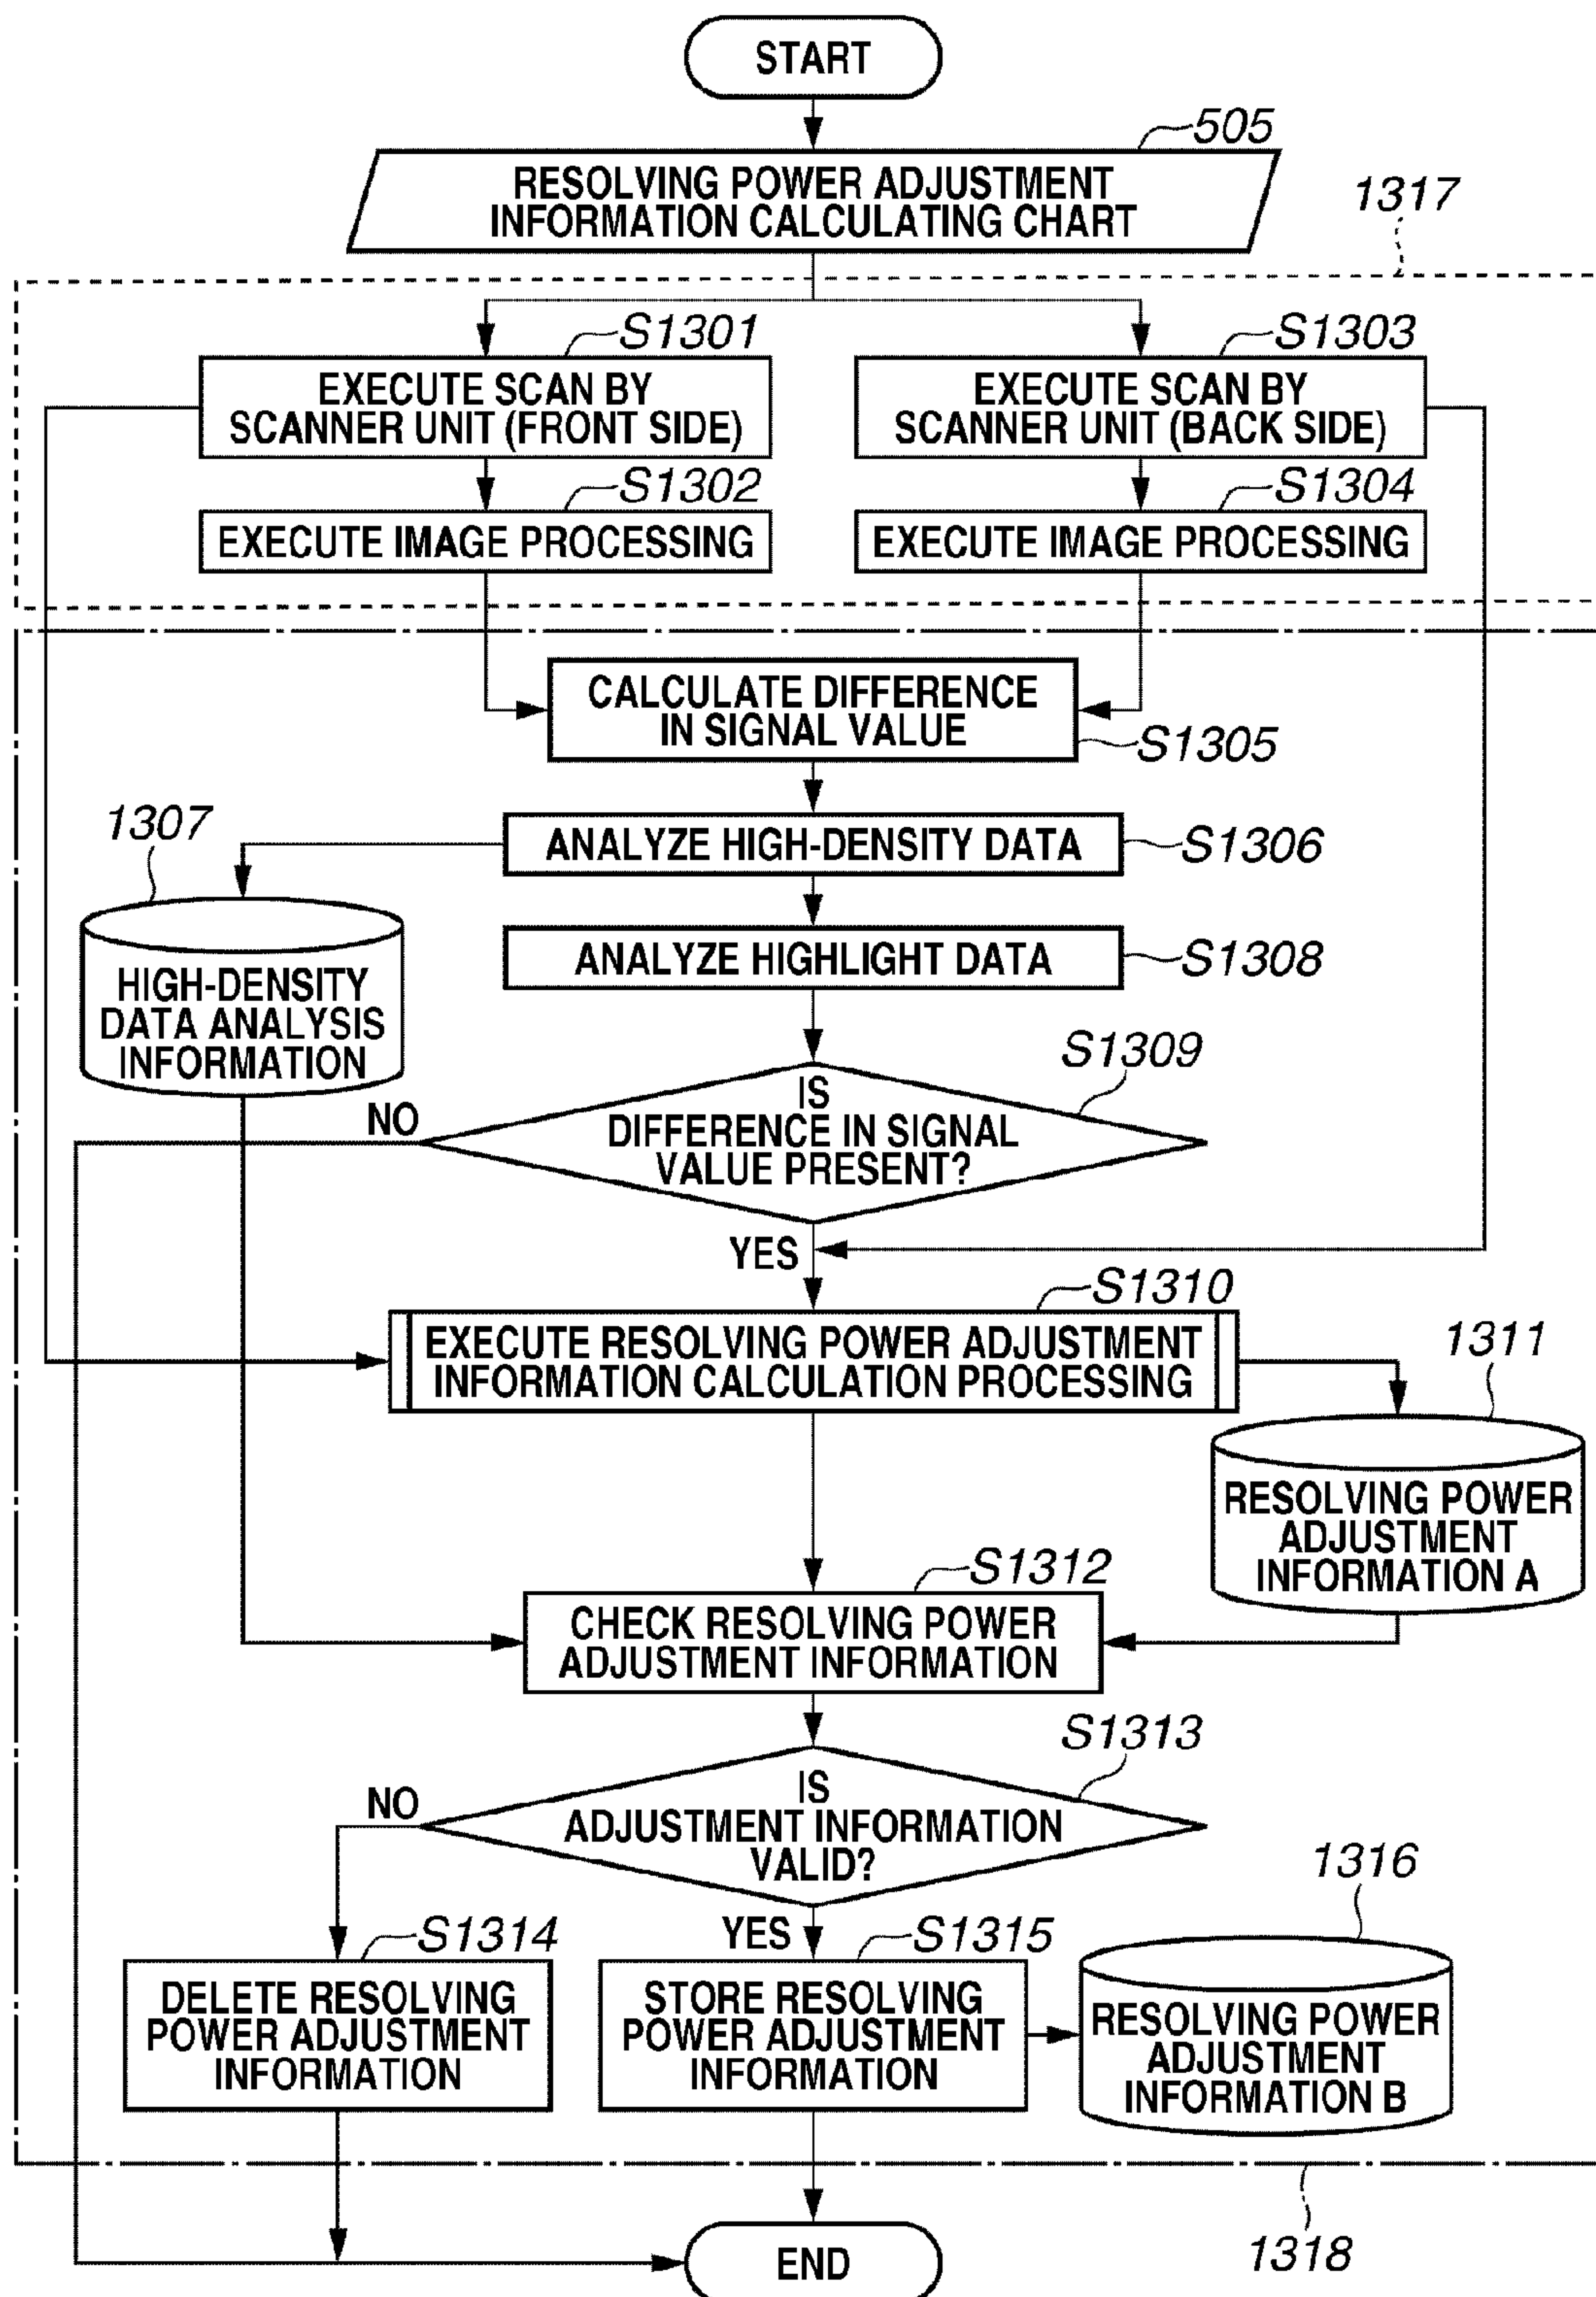 START
505
RESOLVING POWER ADJUSTMENT
INFORMATION CALCULATING CHART
1317
S1301
S1303
EXECUTE SCAN BY
SCANNER UNIT (FRONT SIDE)
EXECUTE SCAN BY
SCANNER UNIT (BACK SIDE)
S1302
S1304
EXECUTE IMAGE PROCESSING
EXECUTE IMAGE PROCESSING
CALCULATE DIFFERENCE
IN SIGNAL VALUE
S1305
1307
ANALYZE HIGH-DENSITY DATA
S1306
ANALYZE HIGHLIGHT DATA
S1308
HIGH-DENSITY
DATA ANALYSIS
INFORMATION
S1309
NO
IS
DIFFERENCE IN SIGNAL
VALUE PRESENT?
YES
S1310
EXECUTE RESOLVING POWER ADJUSTMENT
INFORMATION CALCULATION PROCESSING
1311
RESOLVING POWER
ADJUSTMENT
INFORMATION A
S1312
CHECK RESOLVING POWER
ADJUSTMENT INFORMATION
S1313
NO
IS
ADJUSTMENT INFORMATION
VALID?
1316
YES
S1314
S1315
DELETE RESOLVING
POWER ADJUSTMENT
INFORMATION
STORE RESOLVING
POWER ADJUSTMENT
INFORMATION
RESOLVING POWER
ADJUSTMENT
INFORMATION B
1318
END